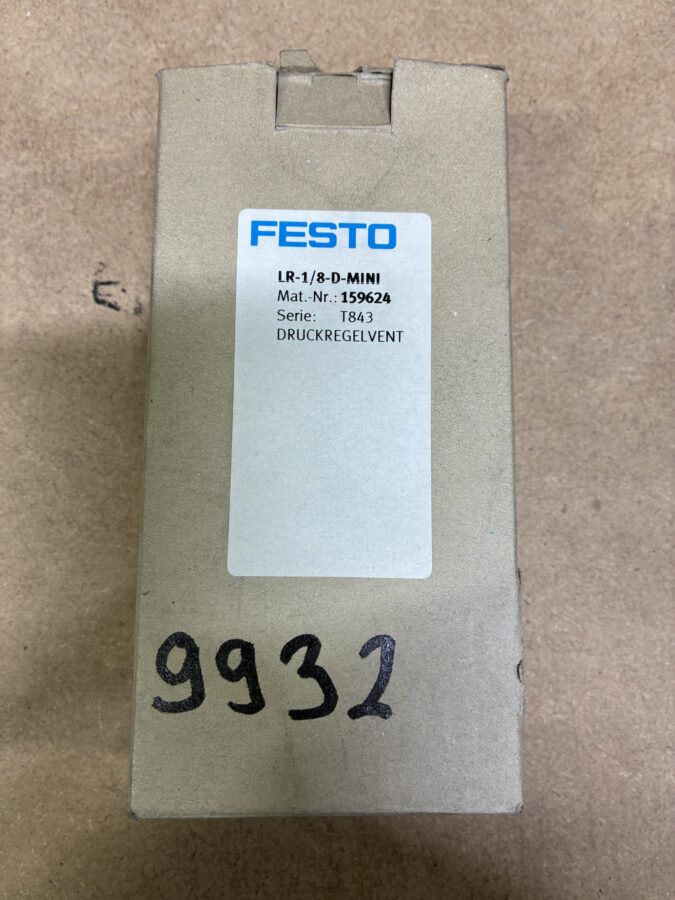 FESTO
LR-1/8-D-MINI
Mat.-Nr.: 159624
Serie: T843
DRUCKREGELVENT
9932